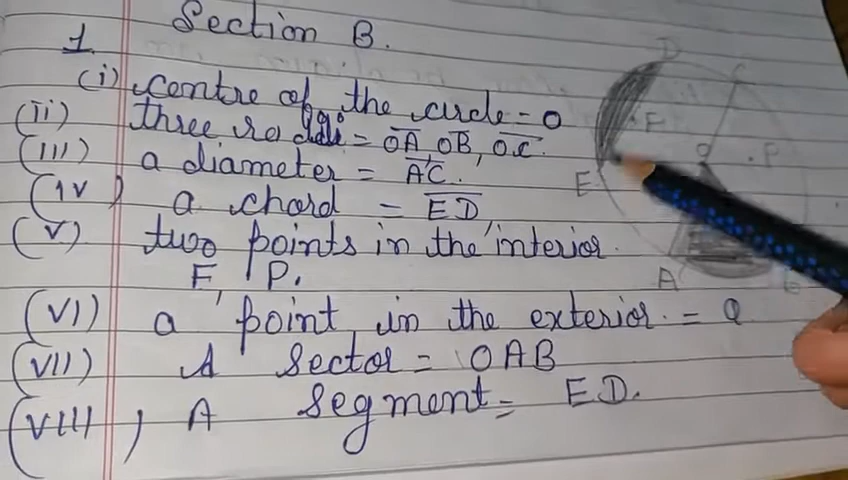 Section B.
1
(i) centre of the circle = O
(ii) three radii = OA, OB, OC.
(iii) a diameter = AC.
(iv) a chord = ED,
(v) two points in the interior.
F, P.
(vi) a point in the exterior. = Q
(vii) A sector = OAB
(viii), A segment = ED.
D
C
F
O
P
E
A